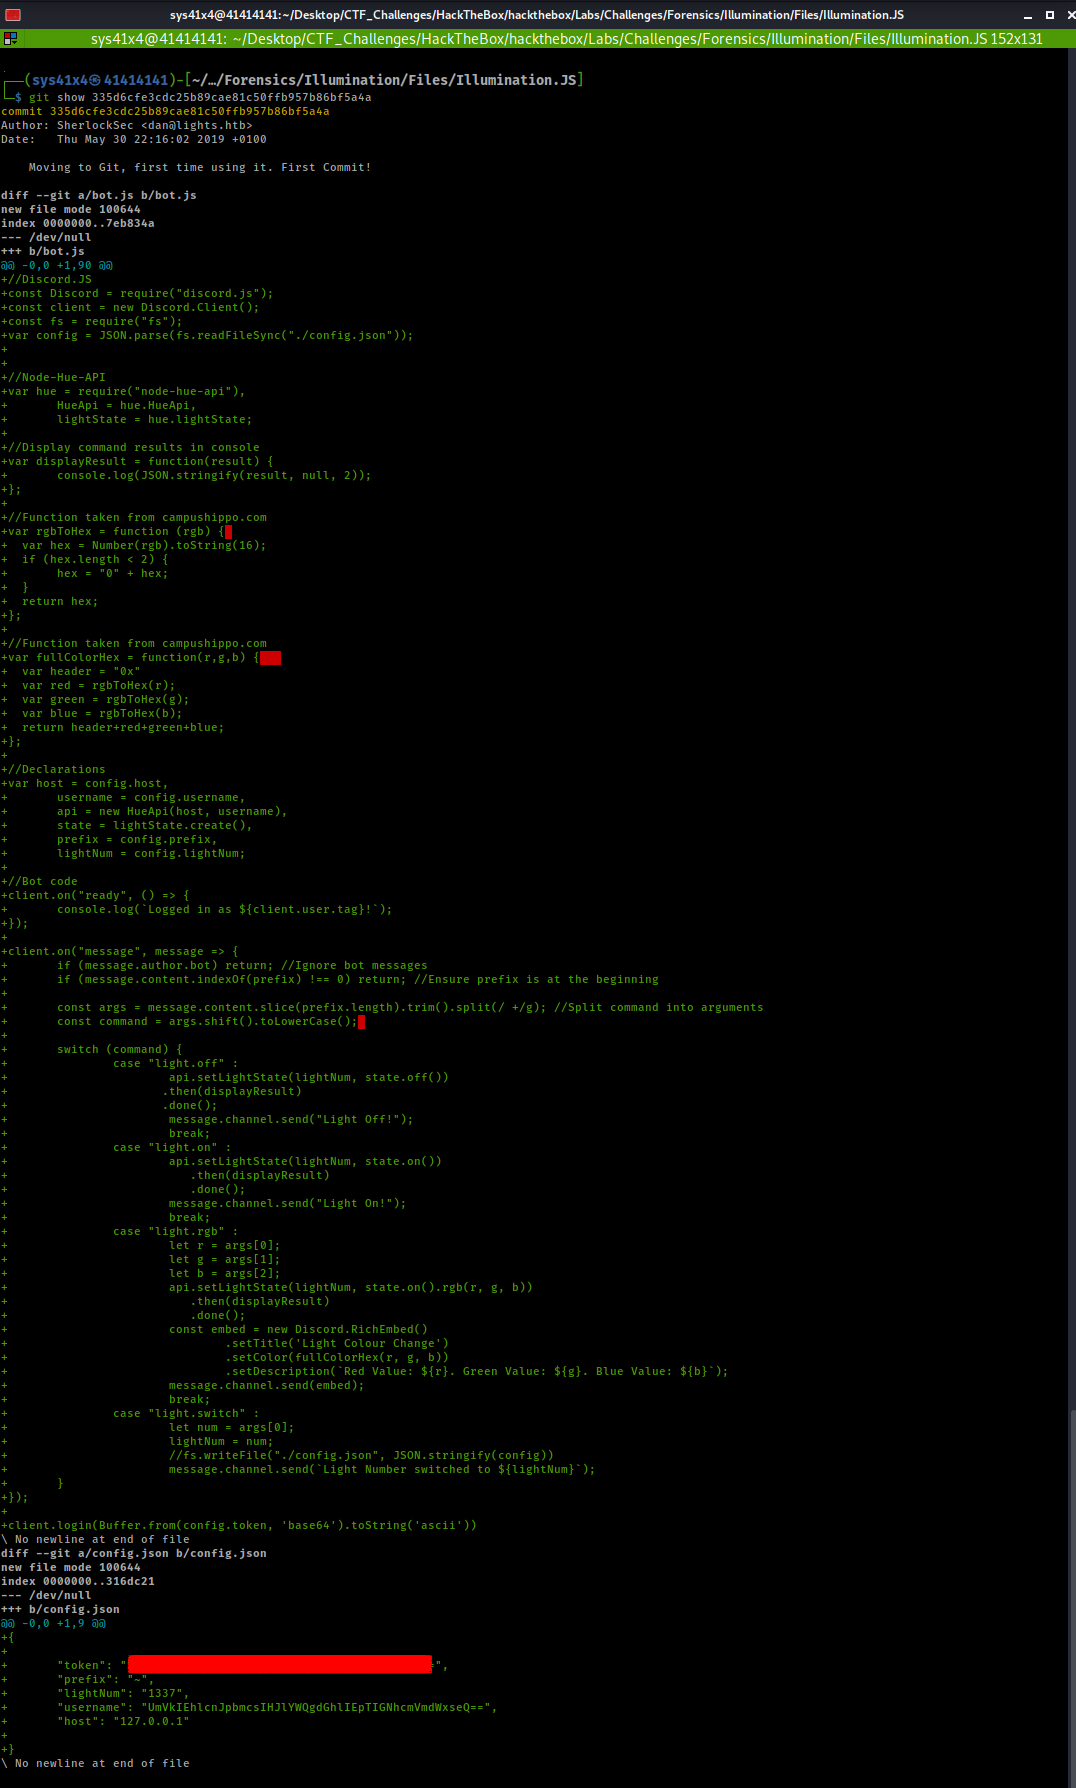 sys41x4@41414141:~/Desktop/CTF_Challenges/HackTheBox/hackthebox/Labs/Challenges/Forensics/Illumination/Files/Illumination.JS
sys41x4@41414141: ~/Desktop/CTF_Challenges/HackTheBox/hackthebox/Labs/Challenges/Forensics/Illumination/Files/Illumination.JS 152x131
┌──(sys41x4㉿41414141)-[~/…/Forensics/Illumination/Files/Illumination.JS]
└─$ git show 335d6cfe3cdc25b89cae81c50ffb957b86bf5a4a
commit 335d6cfe3cdc25b89cae81c50ffb957b86bf5a4a
Author: SherlockSec <dan@lights.htb>
Date:   Thu May 30 22:16:02 2019 +0100
    Moving to Git, first time using it. First Commit!
diff --git a/bot.js b/bot.js
new file mode 100644
index 0000000..7eb834a
--- /dev/null
+++ b/bot.js
@@ -0,0 +1,90 @@
+//Discord.JS
+const Discord = require("discord.js");
+const client = new Discord.Client();
+const fs = require("fs");
+var config = JSON.parse(fs.readFileSync("./config.json"));
+
+
+//Node-Hue-API
+var hue = require("node-hue-api"),
+       HueApi = hue.HueApi,
+       lightState = hue.lightState;
+
+//Display command results in console
+var displayResult = function(result) {
+       console.log(JSON.stringify(result, null, 2));
+};
+
+//Function taken from campushippo.com
+var rgbToHex = function (rgb) {
+  var hex = Number(rgb).toString(16);
+  if (hex.length < 2) {
+       hex = "0" + hex;
+  }
+  return hex;
+};
+
+//Function taken from campushippo.com
+var fullColorHex = function(r,g,b) {
+  var header = "0x"
+  var red = rgbToHex(r);
+  var green = rgbToHex(g);
+  var blue = rgbToHex(b);
+  return header+red+green+blue;
+};
+
+//Declarations
+var host = config.host,
+       username = config.username,
+       api = new HueApi(host, username),
+       state = lightState.create(),
+       prefix = config.prefix,
+       lightNum = config.lightNum;
+
+//Bot code
+client.on("ready", () => {
+       console.log(`Logged in as ${client.user.tag}!`);
+});
+
+client.on("message", message => {
+       if (message.author.bot) return; //Ignore bot messages
+       if (message.content.indexOf(prefix) !== 0) return; //Ensure prefix is at the beginning
+
+       const args = message.content.slice(prefix.length).trim().split(/ +/g); //Split command into arguments
+       const command = args.shift().toLowerCase();
+
+       switch (command) {
+               case "light.off" :
+                       api.setLightState(lightNum, state.off())
+                      .then(displayResult)
+                      .done();
+                       message.channel.send("Light Off!");
+                       break;
+               case "light.on" :
+                       api.setLightState(lightNum, state.on())
+                          .then(displayResult)
+                          .done();
+                       message.channel.send("Light On!");
+                       break;
+               case "light.rgb" :
+                       let r = args[0];
+                       let g = args[1];
+                       let b = args[2];
+                       api.setLightState(lightNum, state.on().rgb(r, g, b))
+                          .then(displayResult)
+                          .done();
+                       const embed = new Discord.RichEmbed()
+                               .setTitle('Light Colour Change')
+                               .setColor(fullColorHex(r, g, b))
+                               .setDescription(`Red Value: ${r}. Green Value: ${g}. Blue Value: ${b}`);
+                       message.channel.send(embed);
+                       break;
+               case "light.switch" :
+                       let num = args[0];
+                       lightNum = num;
+                       //fs.writeFile("./config.json", JSON.stringify(config))
+                       message.channel.send(`Light Number switched to ${lightNum}`);
+       }
+});
+
+client.login(Buffer.from(config.token, 'base64').toString('ascii'))
\ No newline at end of file
diff --git a/config.json b/config.json
new file mode 100644
index 0000000..316dc21
--- /dev/null
+++ b/config.json
@@ -0,0 +1,9 @@
+{
+
+       "token": "=",
+       "prefix": "~",
+       "lightNum": "1337",
+       "username": "UmVkIEhlcnJpbmcsIHJlYWQgdGhlIEpTIGNhcmVmdWxseQ==",
+       "host": "127.0.0.1"
+
+}
\ No newline at end of file